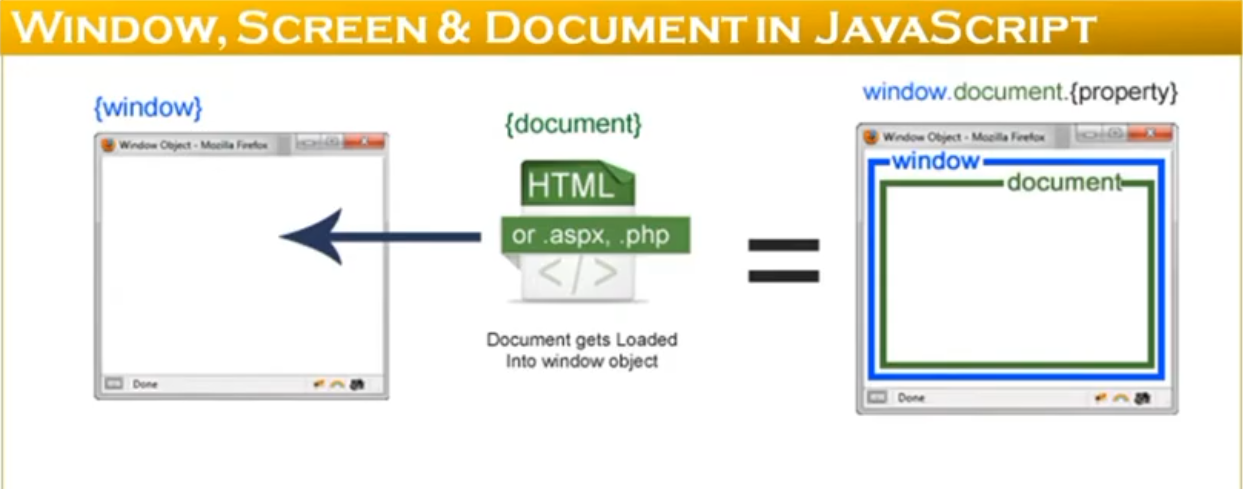 WINDOW, SCREEN & DOCUMENT IN JAVASCRIPT
{window}
Window Object - Mozilla Firefox
Done
{document}
HTML
or .aspx, .php
</>
Document gets Loaded
Into window object
=
window.document.{property}
Window Object - Mozilla Firefox
window
document
Done